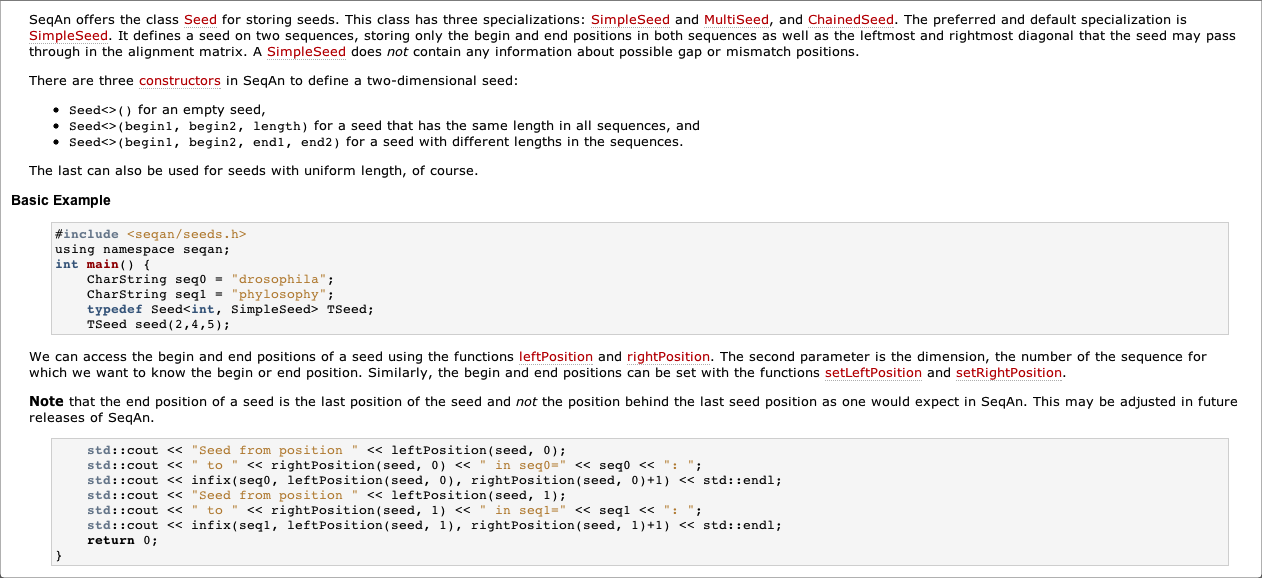 SeqAn offers the class Seed for storing seeds. This class has three specializations: SimpleSeed and MultiSeed, and ChainedSeed. The preferred and default specialization is
SimpleSeed. It defines a seed on two sequences, storing only the begin and end positions in both sequences as well as the leftmost and rightmost diagonal that the seed may pass
through in the alignment matrix. A SimpleSeed does not contain any information about possible gap or mismatch positions.
There are three constructors in SeqAn to define a two-dimensional seed:
• Seed<>() for an empty seed,
• Seed<>(begin1, begin2, length) for a seed that has the same length in all sequences, and
• Seed<>(begin1, begin2, end1, end2) for a seed with different lengths in the sequences.
The last can also be used for seeds with uniform length, of course.
Basic Example
#include <seqan/seeds.h>
using namespace seqan;
int main() {
    CharString seq0 = "drosophila";
    CharString seq1 = "phylosophy";
    typedef Seed<int, SimpleSeed> TSeed;
    TSeed seed(2,4,5);
We can access the begin and end positions of a seed using the functions leftPosition and rightPosition. The second parameter is the dimension, the number of the sequence for
which we want to know the begin or end position. Similarly, the begin and end positions can be set with the functions setLeftPosition and setRightPosition.
Note that the end position of a seed is the last position of the seed and not the position behind the last seed position as one would expect in SeqAn. This may be adjusted in future
releases of SeqAn.
    std::cout << "Seed from position " << leftPosition(seed, 0);
    std::cout << " to " << rightPosition(seed, 0) << " in seq0=" << seq0 << ": ";
    std::cout << infix(seq0, leftPosition(seed, 0), rightPosition(seed, 0)+1) << std::endl;
    std::cout << "Seed from position " << leftPosition(seed, 1);
    std::cout << " to " << rightPosition(seed, 1) << " in seq1=" << seq1 << ": ";
    std::cout << infix(seq1, leftPosition(seed, 1), rightPosition(seed, 1)+1) << std::endl;
    return 0;
}